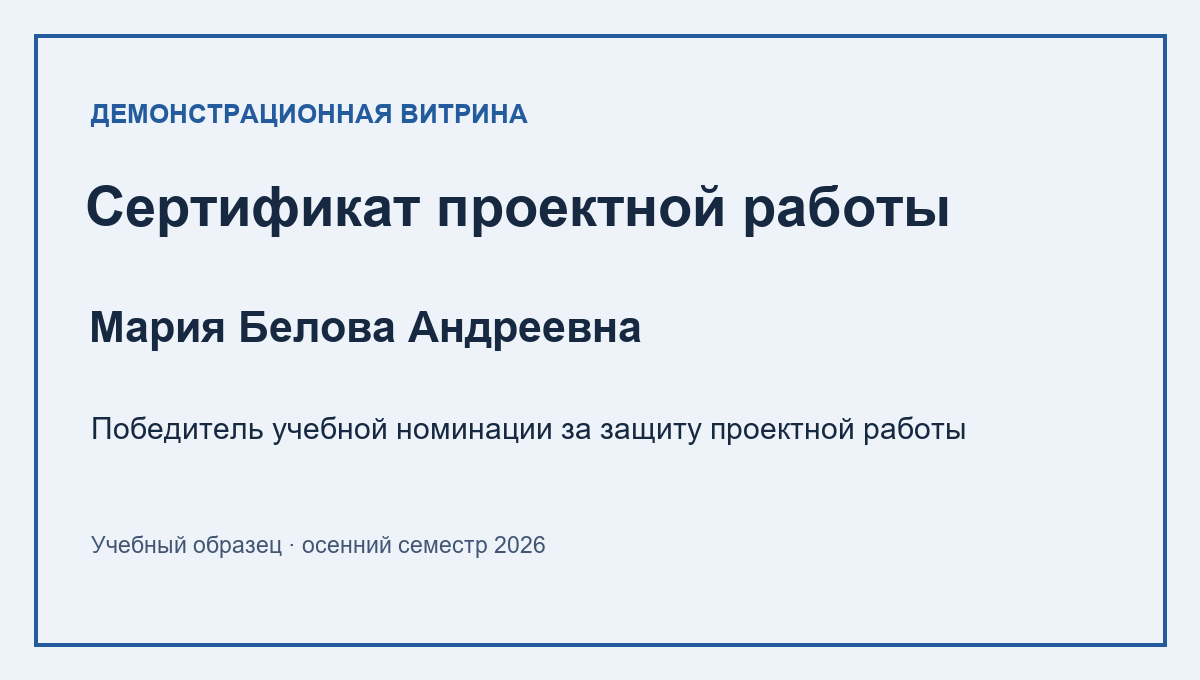 ДЕМОНСТРАЦИОННАЯ ВИТРИНА
Сертификат проектной работы
Мария Белова Андреевна
Победитель учебной номинации за защиту проектной работы
Учебный образец · осенний семестр 2026